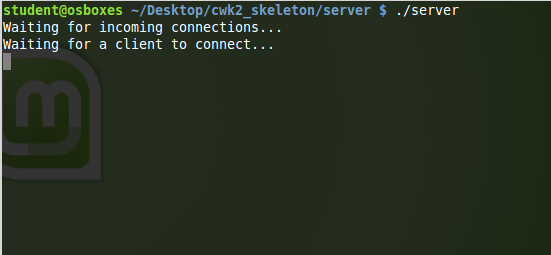 student@osboxes ~/Desktop/cwk2_skeleton/server $ ./server
Waiting for incoming connections...
Waiting for a client to connect...